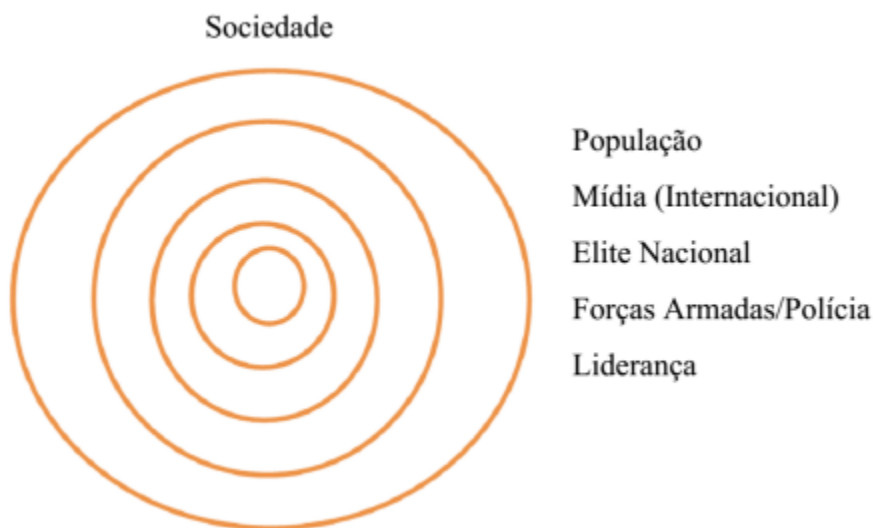 Sociedade
População
Mídia (Internacional)
Elite Nacional
Forças Armadas/Polícia
Liderança